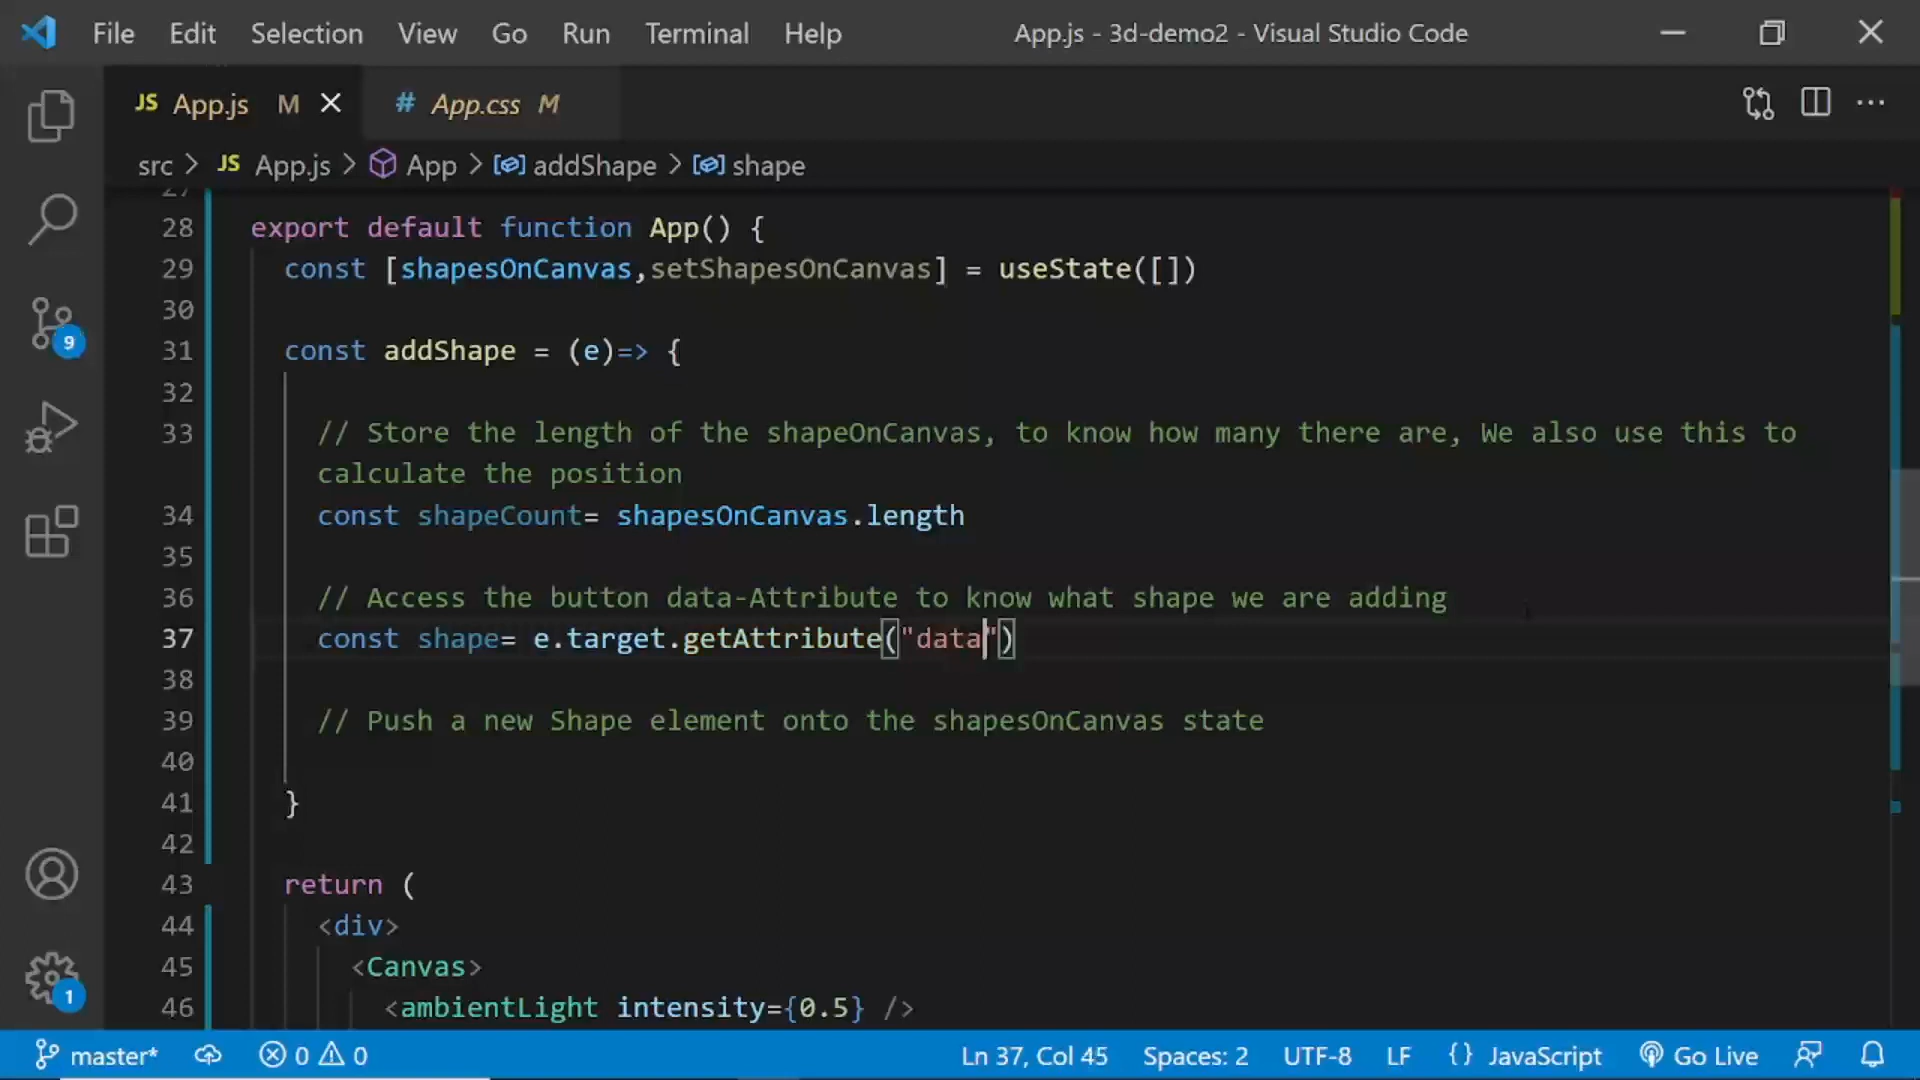 File Edit Selection View Go Run Terminal Help App.js - 3d-demo2 - Visual Studio Code
JS App.js M # App.css M
src > JS App.js > App > addShape > shape
27
28 export default function App() {
29 const [shapesOnCanvas,setShapesOnCanvas] = useState([])
30
31 const addShape = (e)=> {
32
33 // Store the length of the shapeOnCanvas, to know how many there are, We also use this to
calculate the position
34 const shapeCount= shapesOnCanvas.length
35
36 // Access the button data-Attribute to know what shape we are adding
37 const shape= e.target.getAttribute("data")
38
39 // Push a new Shape element onto the shapesOnCanvas state
40
41 }
42
43 return (
44 <div>
45 <Canvas>
46 <ambientLight intensity={0.5} />
9
1
master* 0 0 Ln 37, Col 45 Spaces: 2 UTF-8 LF {} JavaScript Go Live